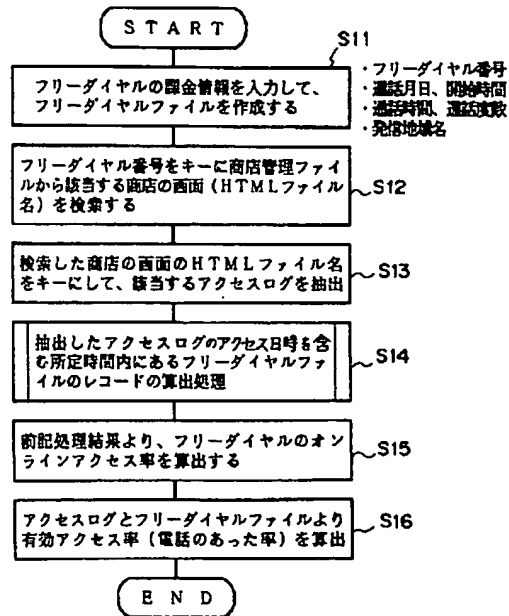 START
S11
フリーダイヤルの課金情報を入力して、
フリーダイヤルファイルを作成する
・フリーダイヤル番号
・通話月日、開始時間
・通話時間、通話度数
・発信地域名
フリーダイヤル番号をキーに商店管理ファイ
ルから該当する商店の画面（HTMLファイル
名）を検索する
S12
検索した商店の画面のHTMLファイル名
をキーにして、該当するアクセスログを抽出
S13
抽出したアクセスログのアクセス日時を含
む所定時間内にあるフリーダイヤルファ
イルのレコードの算出処理
S14
前記処理結果より、フリーダイヤルのオン
ラインアクセス率を算出する
S15
アクセスログとフリーダイヤルファイルより
有効アクセス率（電話のあった率）を算出
S16
END